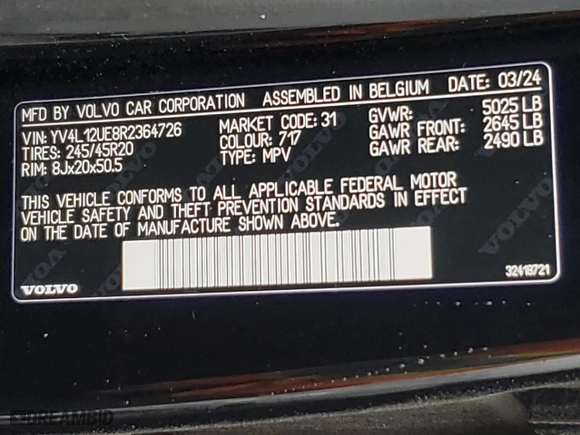 MFD BY VOLVO CAR CORPORATION ASSEMBLED IN BELGIUM DATE: 03/24
VIN: YV4L12UE8R2364726 MARKET CODE: 31 GVWR: 5025 LB
TIRES: 245/45R20 COLOUR: 717 GAWR FRONT: 2645 LB
RIM: 8Jx20x50.5 TYPE: MPV GAWR REAR: 2490 LB
THIS VEHICLE CONFORMS TO ALL APPLICABLE FEDERAL MOTOR
VEHICLE SAFETY AND THEFT PREVENTION STANDARDS IN EFFECT
ON THE DATE OF MANUFACTURE SHOWN ABOVE.
VOLVO 32418721
DREAMBID